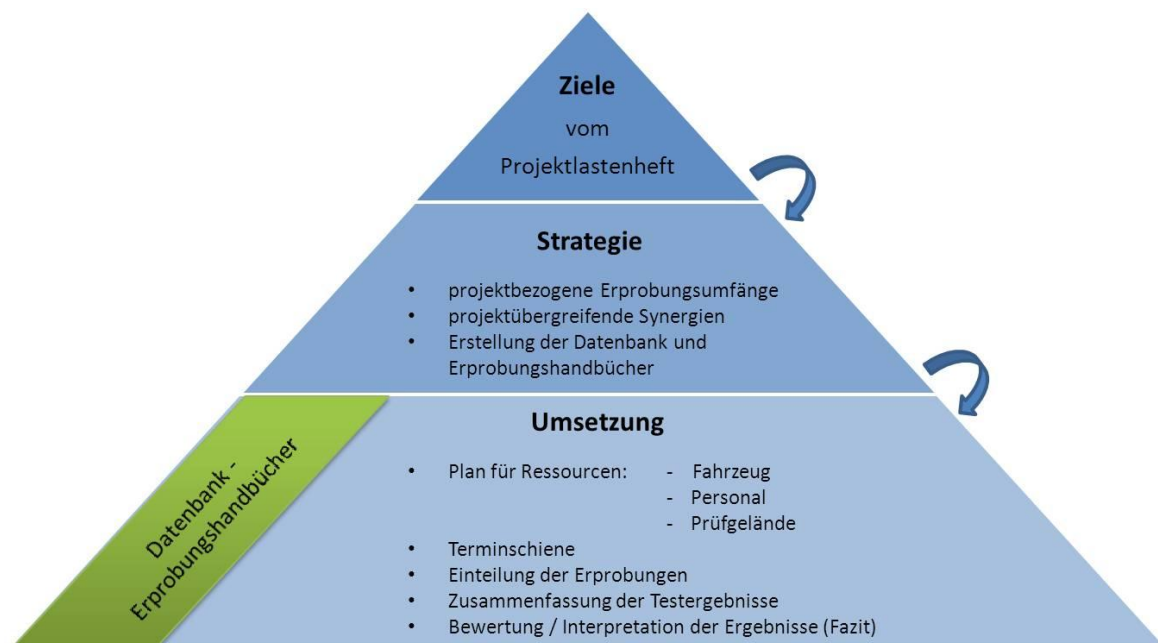 Ziele
vom
Projektlastenheft
Strategie
• projektbezogene Erprobungsumfänge
• projektübergreifende Synergien
• Erstellung der Datenbank und
Erprobungshandbücher
Datenbank -
Erprobungshandbücher
Umsetzung
• Plan für Ressourcen: - Fahrzeug
- Personal
- Prüfgelände
• Terminschiene
• Einteilung der Erprobungen
• Zusammenfassung der Testergebnisse
• Bewertung / Interpretation der Ergebnisse (Fazit)